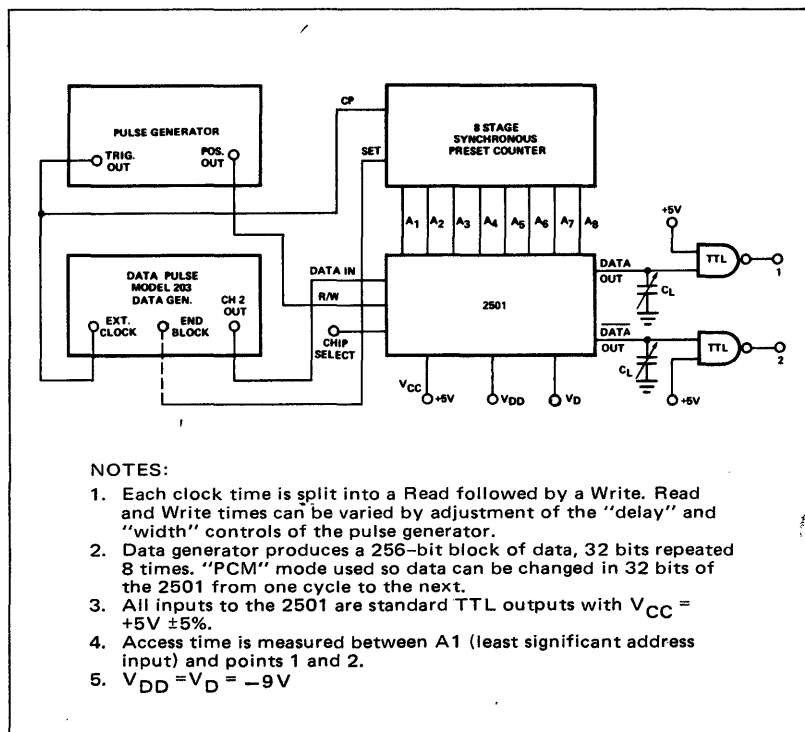 PULSE GENERATOR
TRIG. OUT
POS. OUT
CP
SET
8 STAGE
SYNCHRONOUS
PRESET COUNTER
A1 A2 A3 A4 A5 A6 A7 A8
DATA PULSE
MODEL 203
DATA GEN.
EXT. CLOCK
END BLOCK
CH 2 OUT
DATA IN
R/W
CHIP SELECT
2501
DATA OUT
DATA OUT
CL
CL
+5V
TTL
1
TTL
2
+5V
VCC
+5V
VDD
VD
NOTES:
1. Each clock time is split into a Read followed by a Write. Read
and Write times can be varied by adjustment of the "delay" and
"width" controls of the pulse generator.
2. Data generator produces a 256-bit block of data, 32 bits repeated
8 times. "PCM" mode used so data can be changed in 32 bits of
the 2501 from one cycle to the next.
3. All inputs to the 2501 are standard TTL outputs with VCC =
+5V ±5%.
4. Access time is measured between A1 (least significant address
input) and points 1 and 2.
5. VDD = VD = −9V